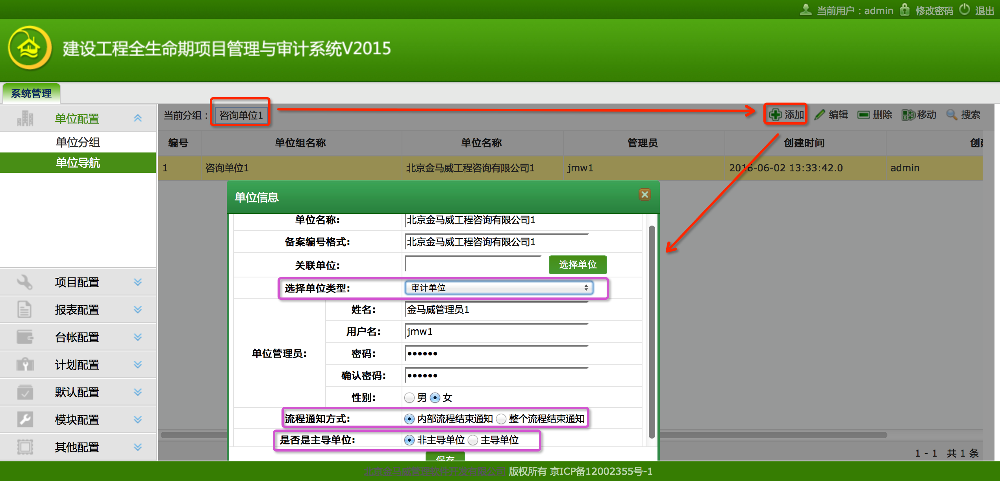 当前用户：admin 修改密码 退出
建设工程全生命期项目管理与审计系统V2015
系统管理
单位配置
单位分组
单位导航
项目配置
报表配置
台帐配置
计划配置
默认配置
模块配置
其他配置
当前分组： 咨询单位1 添加 编辑 删除 移动 搜索
编号 单位组名称 单位名称 管理员 创建时间
1 咨询单位1 北京金马威工程咨询有限公司1 jmw1 2016-06-02 13:33:42.0 admin
单位信息
单位名称: 北京金马威工程咨询有限公司1
备案编号格式: 北京金马威工程咨询有限公司1
关联单位: 选择单位
选择单位类型: 审计单位
单位管理员:
姓名: 金马威管理员1
用户名: jmw1
密码: ••••••
确认密码: ••••••
性别: 男 女
流程通知方式: 内部流程结束通知 整个流程结束通知
是否是主导单位: 非主导单位 主导单位
保存
1 - 1 共 1 条
北京金马威管理软件开发有限公司 版权所有 京ICP备12002355号-1